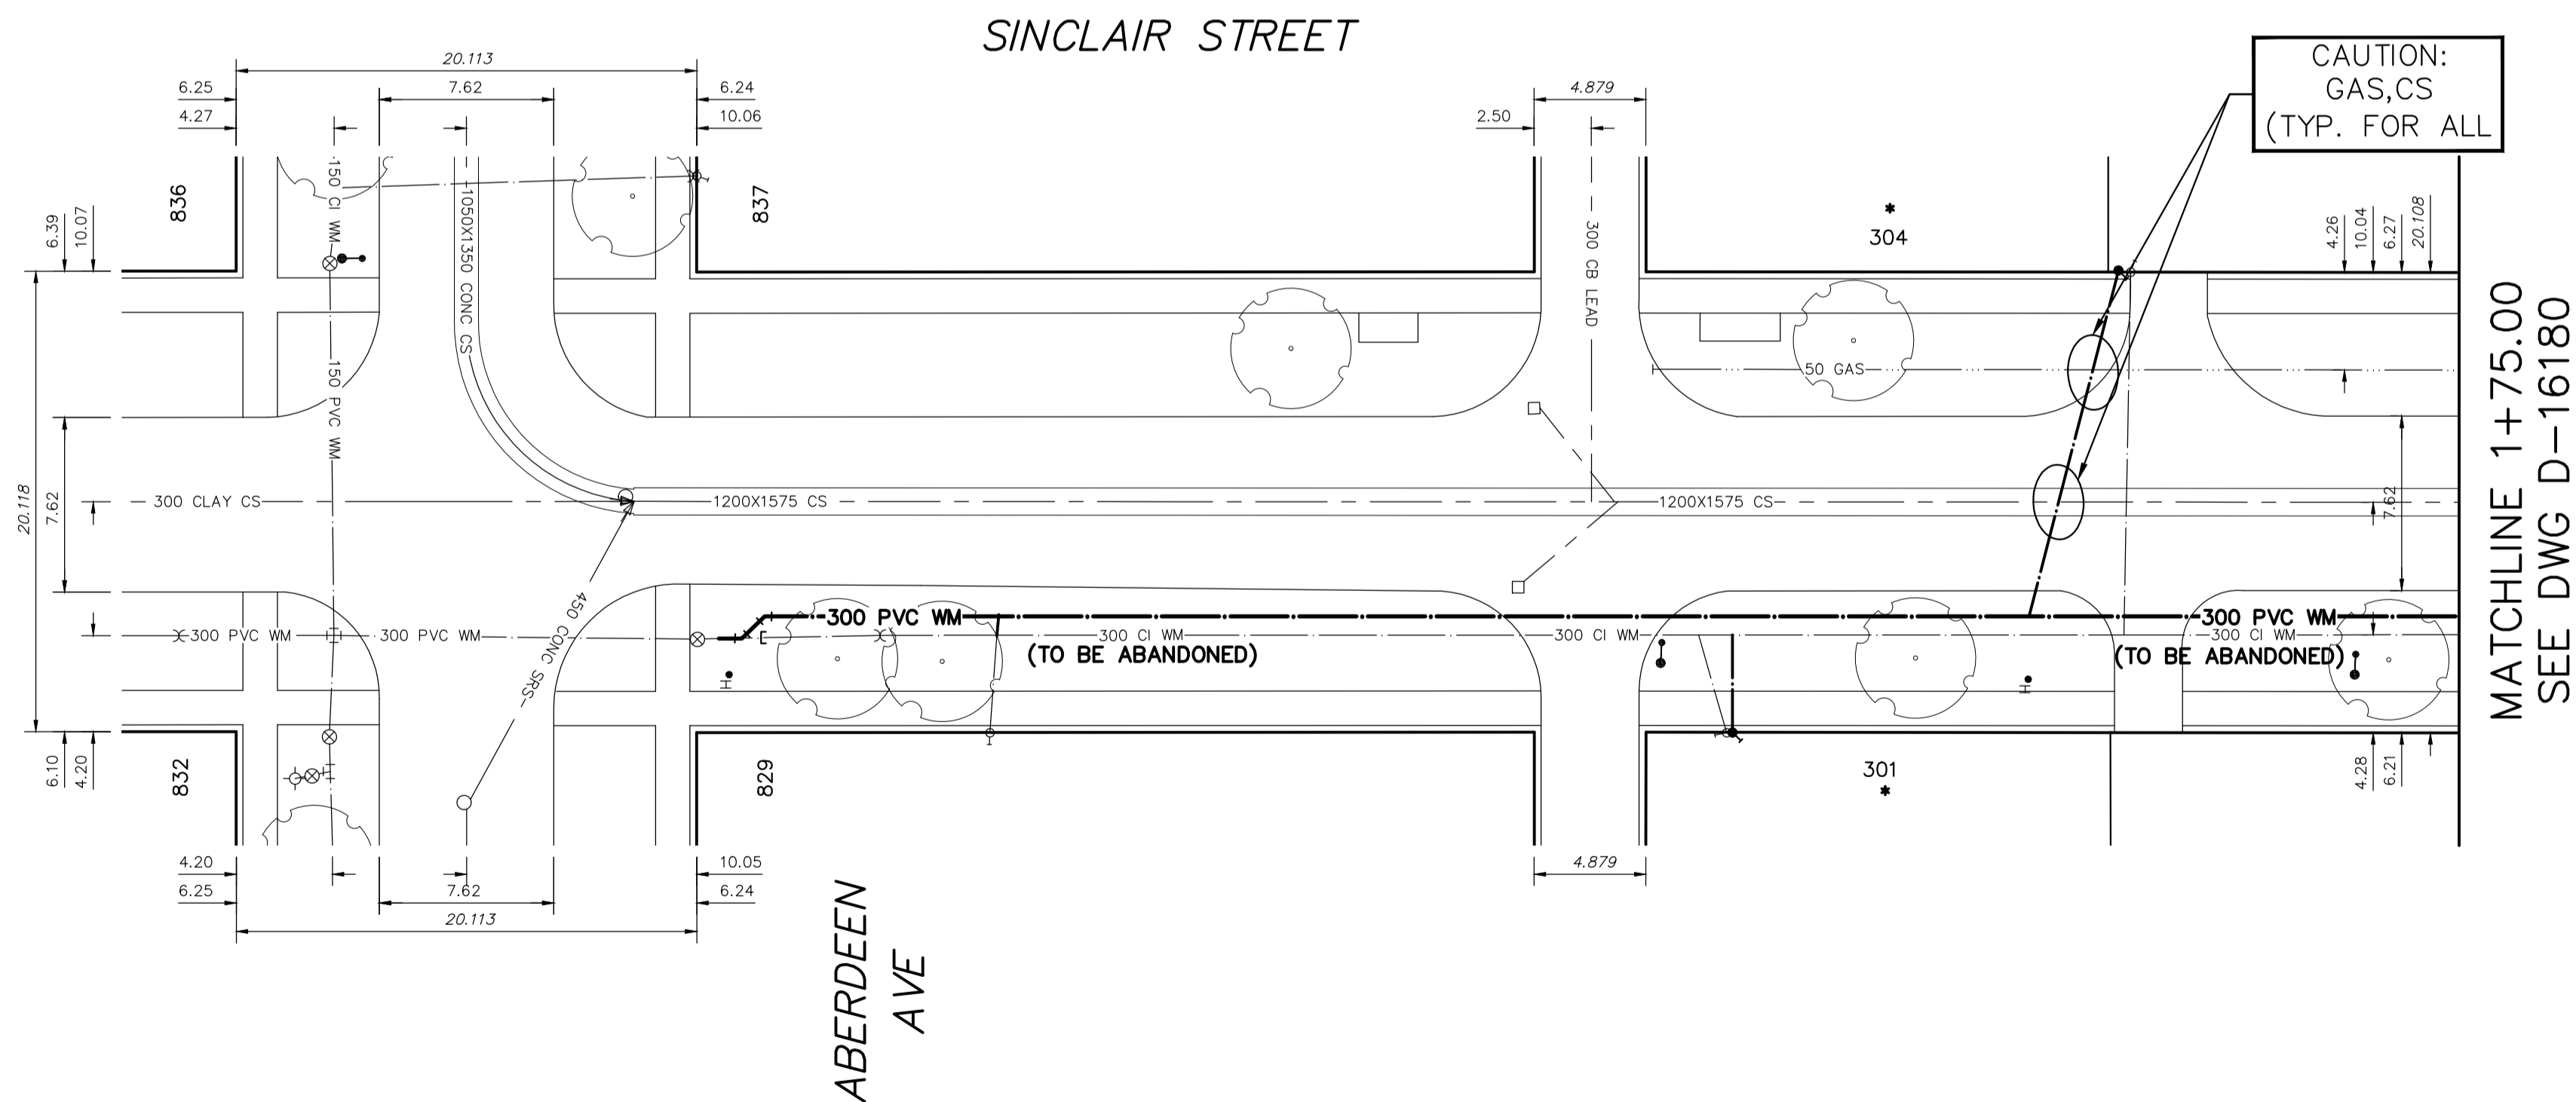 SINCLAIR STREET
CAUTION:
GAS,CS
(TYP. FOR ALL
20.113
6.25
7.62
6.24
4.27
10.06
4.879
2.50
836
837
150 CI WM
1050X1350 CONC CS
300 CB LEAD
*
304
6.39
10.07
4.26
10.04
6.27
20.108
150 PVC WM
50 GAS
20.118
7.62
300 CLAY CS
1200X1575 CS
1200X1575 CS
7.62
MATCHLINE 1+75.00
SEE DWG D-16180
450 CONC SRS
300 PVC WM
300 PVC WM
300 PVC WM
300 CI WM
(TO BE ABANDONED)
300 CI WM
300 PVC WM
300 CI WM
(TO BE ABANDONED)
6.10
4.20
832
829
301
*
4.28
6.21
4.20
10.05
6.25
7.62
6.24
20.113
4.879
ABERDEEN
AVE